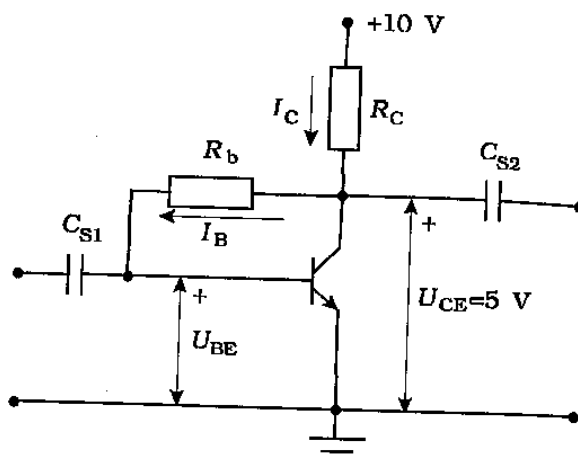 +10 V
I_C
R_C
R_b
C_S2
C_S1
I_B
+
+
U_CE=5 V
U_BE